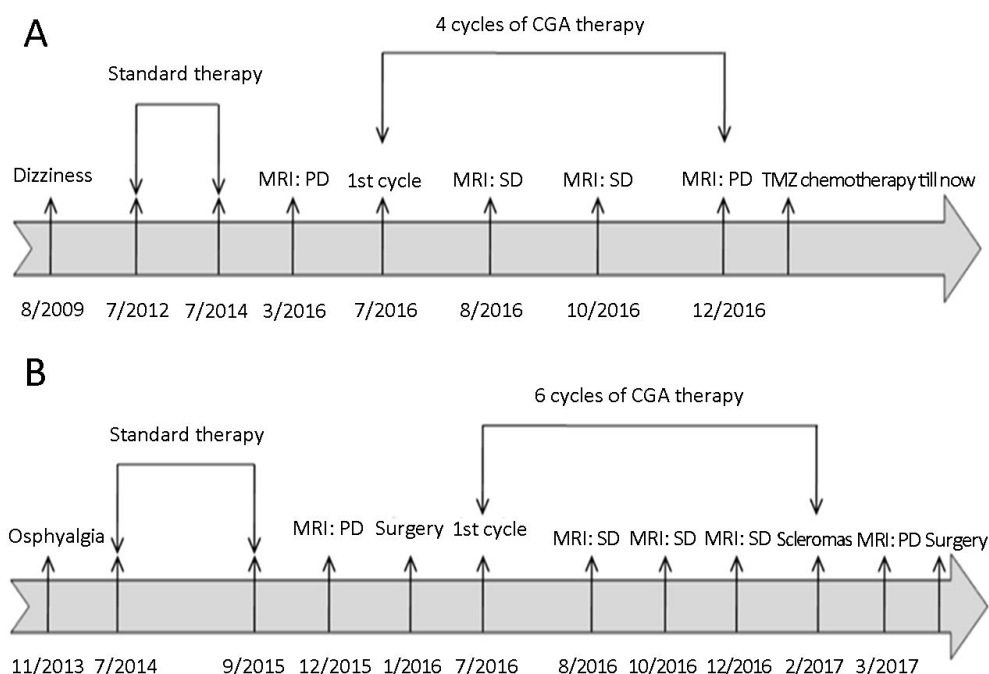 A
4 cycles of CGA therapy
Standard therapy
Dizziness
MRI: PD
1st cycle
MRI: SD
MRI: SD
MRI: PD
TMZ chemotherapy till now
8/2009
7/2012
7/2014
3/2016
7/2016
8/2016
10/2016
12/2016
B
6 cycles of CGA therapy
Standard therapy
Osphyalgia
MRI: PD
Surgery
1st cycle
MRI: SD
MRI: SD
MRI: SD
Scleromas
MRI: PD
Surgery
11/2013
7/2014
9/2015
12/2015
1/2016
7/2016
8/2016
10/2016
12/2016
2/2017
3/2017